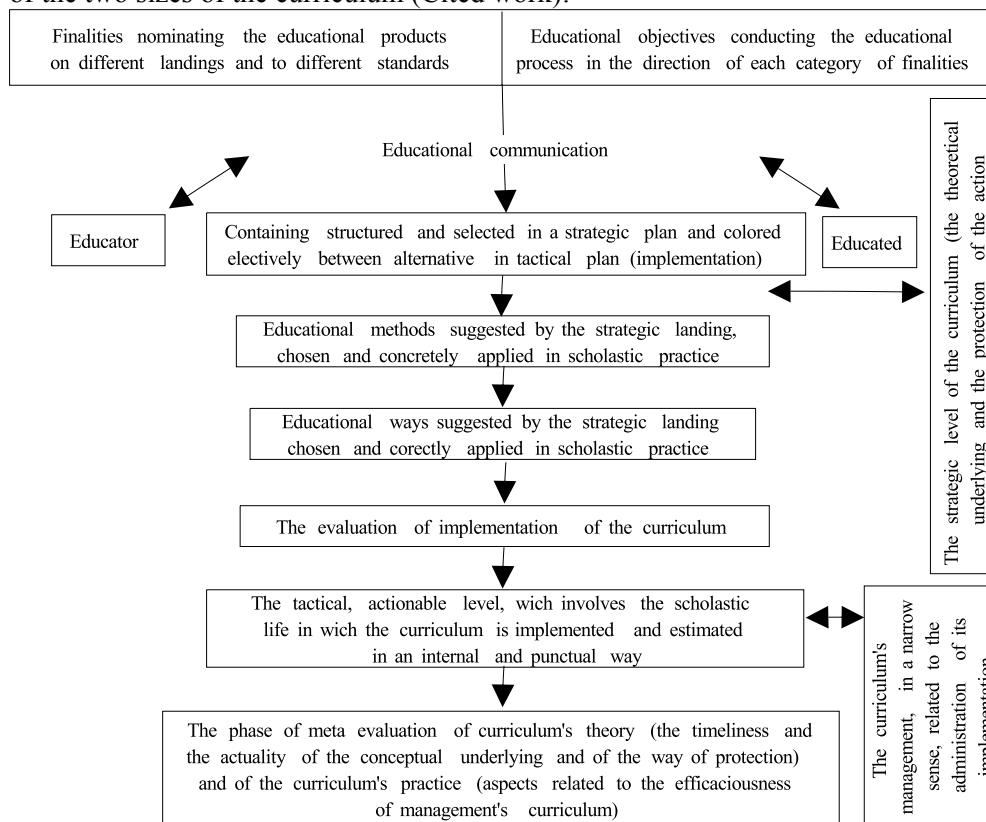 of the two sizes of the curriculum (Cited work).
Finalities nominating the educational products
on different landings and to different standards
Educational objectives conducting the educational
process in the direction of each category of finalities
Educational communication
Educator
Educated
Containing structured and selected in a strategic plan and colored
electively between alternative in tactical plan (implementation)
Educational methods suggested by the strategic landing,
chosen and concretely applied in scholastic practice
Educational ways suggested by the strategic landing
chosen and corectly applied in scholastic practice
The evaluation of implementation of the curriculum
The tactical, actionable level, wich involves the scholastic
life in wich the curriculum is implemented and estimated
in an internal and punctual way
The phase of meta evaluation of curriculum's theory (the timeliness and
the actuality of the conceptual underlying and of the way of protection)
and of the curriculum's practice (aspects related to the efficaciousness
of management's curriculum)
The strategic level of the curriculum (the theoretical
underlying and the protection of the action
The curriculum's
management, in a narrow
sense, related to the
administration of its
implementation